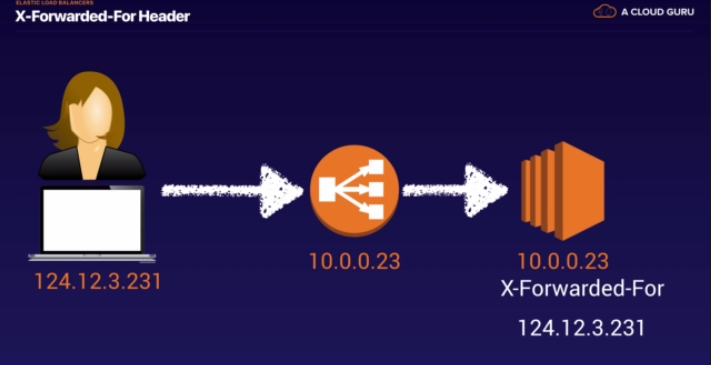 ELASTIC LOAD BALANCERS
X-Forwarded-For Header
A CLOUD GURU
124.12.3.231
10.0.0.23
10.0.0.23
X-Forwarded-For
124.12.3.231